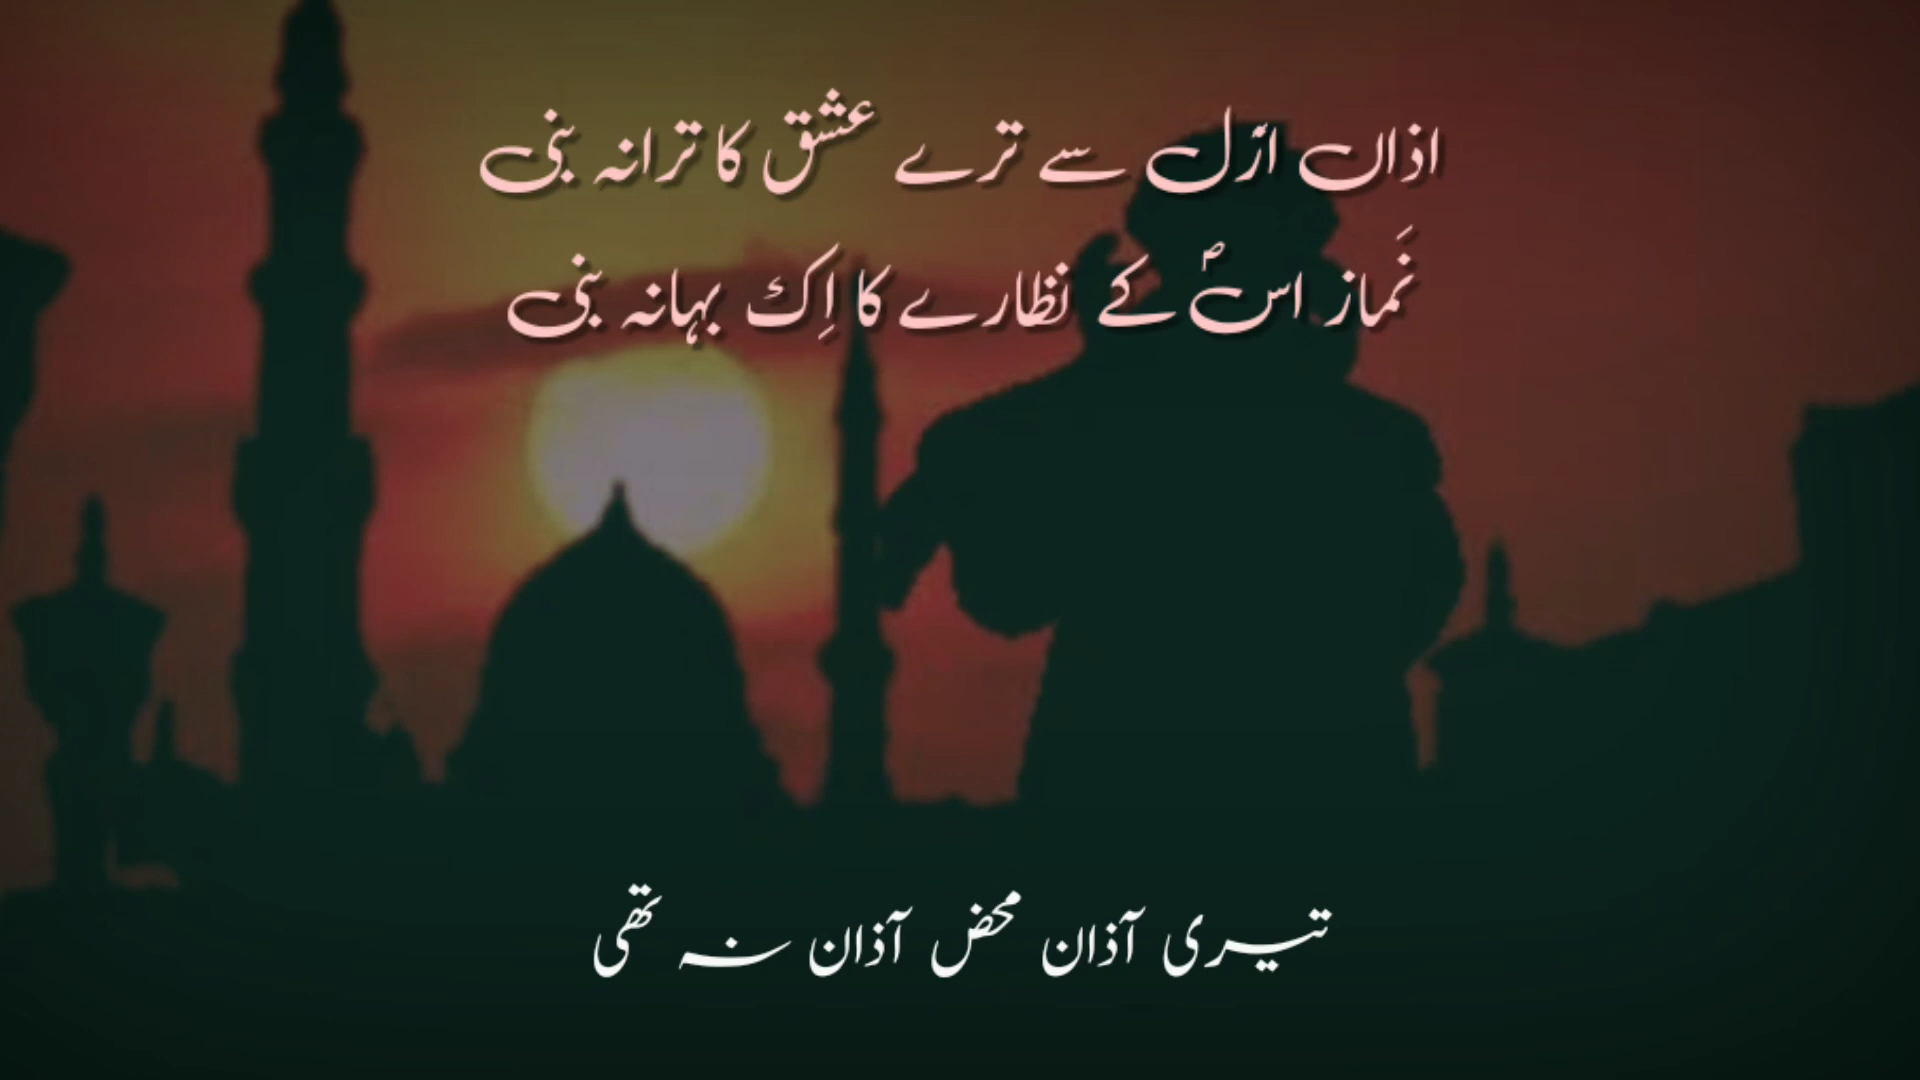 اذاں ازل سے ترے عشق کا ترانہ بنی
نَماز اسؐ کے نظارے کا اِک بہانہ بنی
تیری آذان محض آذان نہ تھی